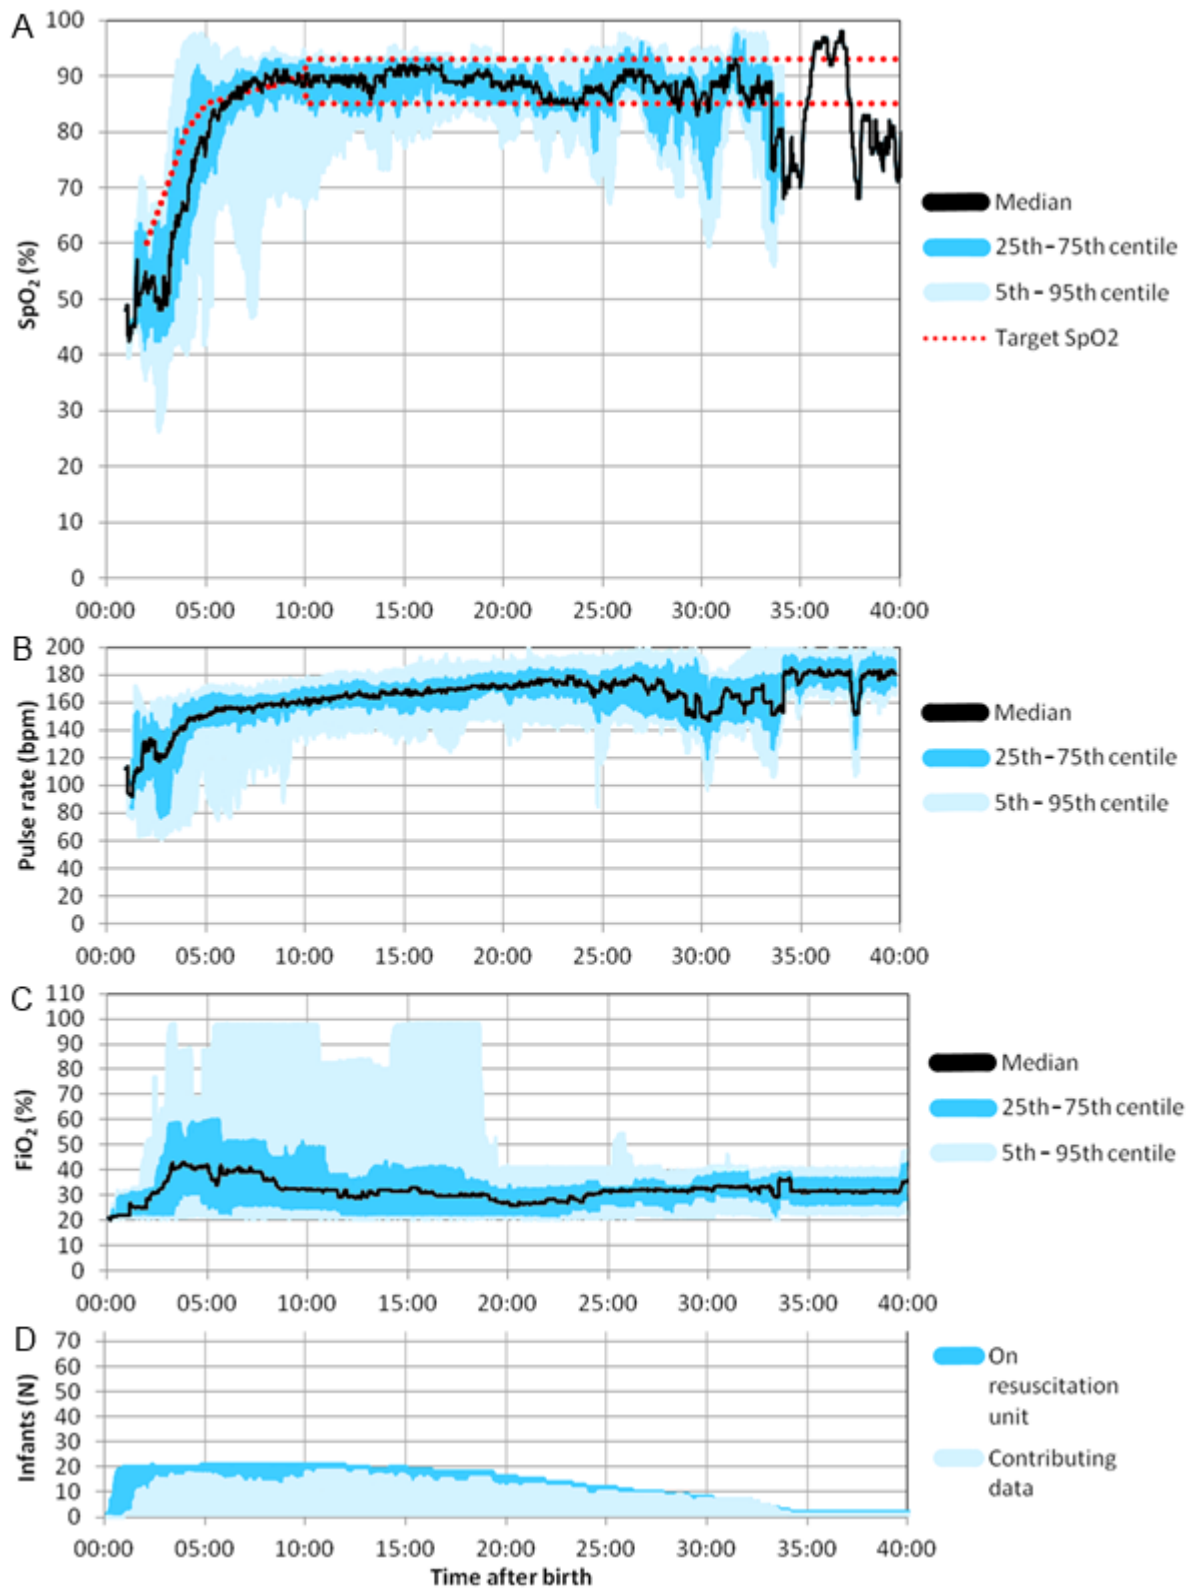 A
100
90
80
70
60
50
40
30
20
10
0
SpO2 (%)
00:00 05:00 10:00 15:00 20:00 25:00 30:00 35:00 40:00
Median
25th-75th centile
5th-95th centile
Target SpO2
B
200
180
160
140
120
100
80
60
40
20
0
Pulse rate (bpm)
00:00 05:00 10:00 15:00 20:00 25:00 30:00 35:00 40:00
Median
25th-75th centile
5th-95th centile
C
110
100
90
80
70
60
50
40
30
20
10
0
FiO2 (%)
00:00 05:00 10:00 15:00 20:00 25:00 30:00 35:00 40:00
Median
25th-75th centile
5th-95th centile
D
70
60
50
40
30
20
10
0
Infants (N)
00:00 05:00 10:00 15:00 20:00 25:00 30:00 35:00 40:00
Time after birth
On
resuscitation
unit
Contributing
data